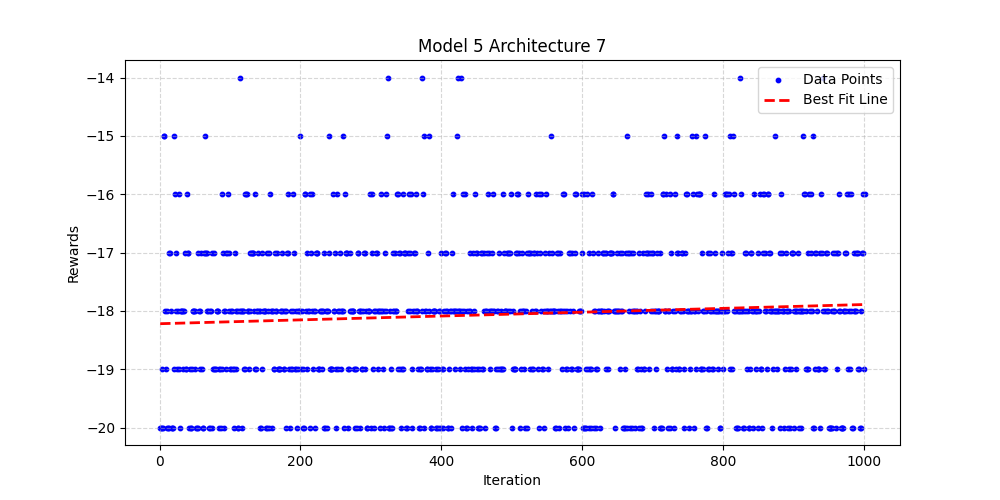 Model 5 Architecture 7
Data Points
Best Fit Line
Rewards
−14
−15
−16
−17
−18
−19
−20
0
200
400
600
800
1000
Iteration